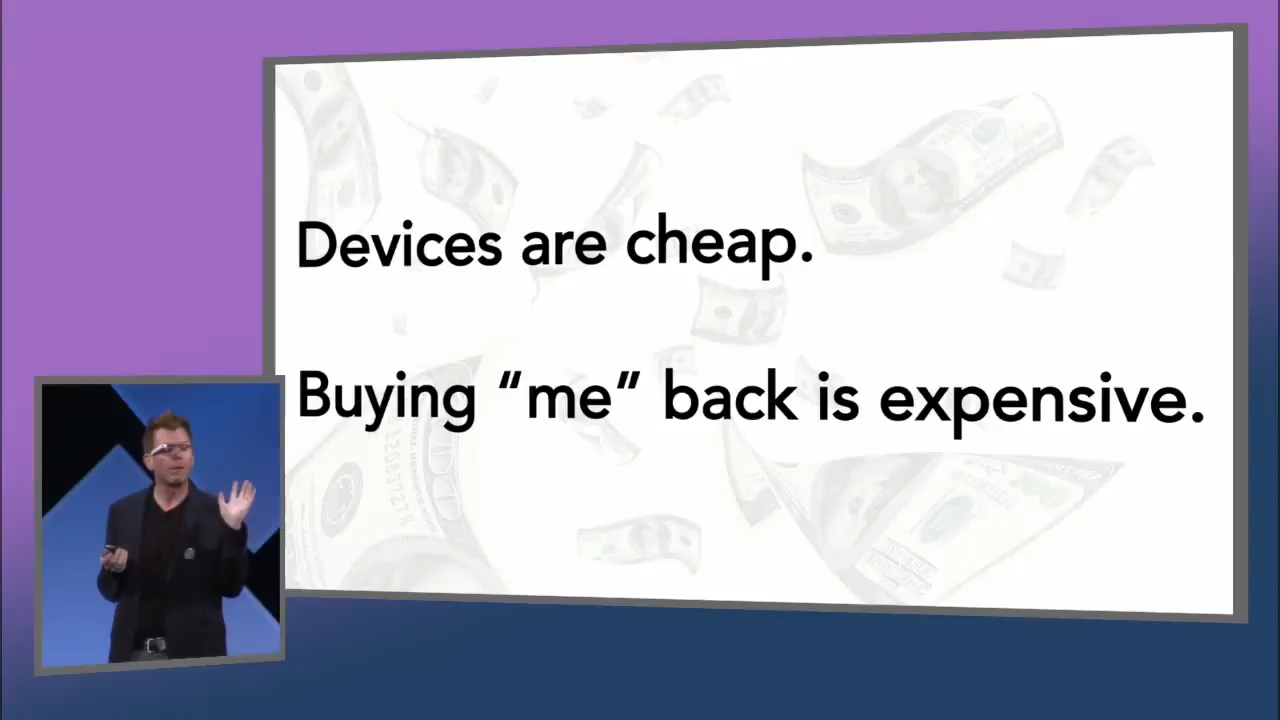 Devices are cheap.
Buying “me” back is expensive.